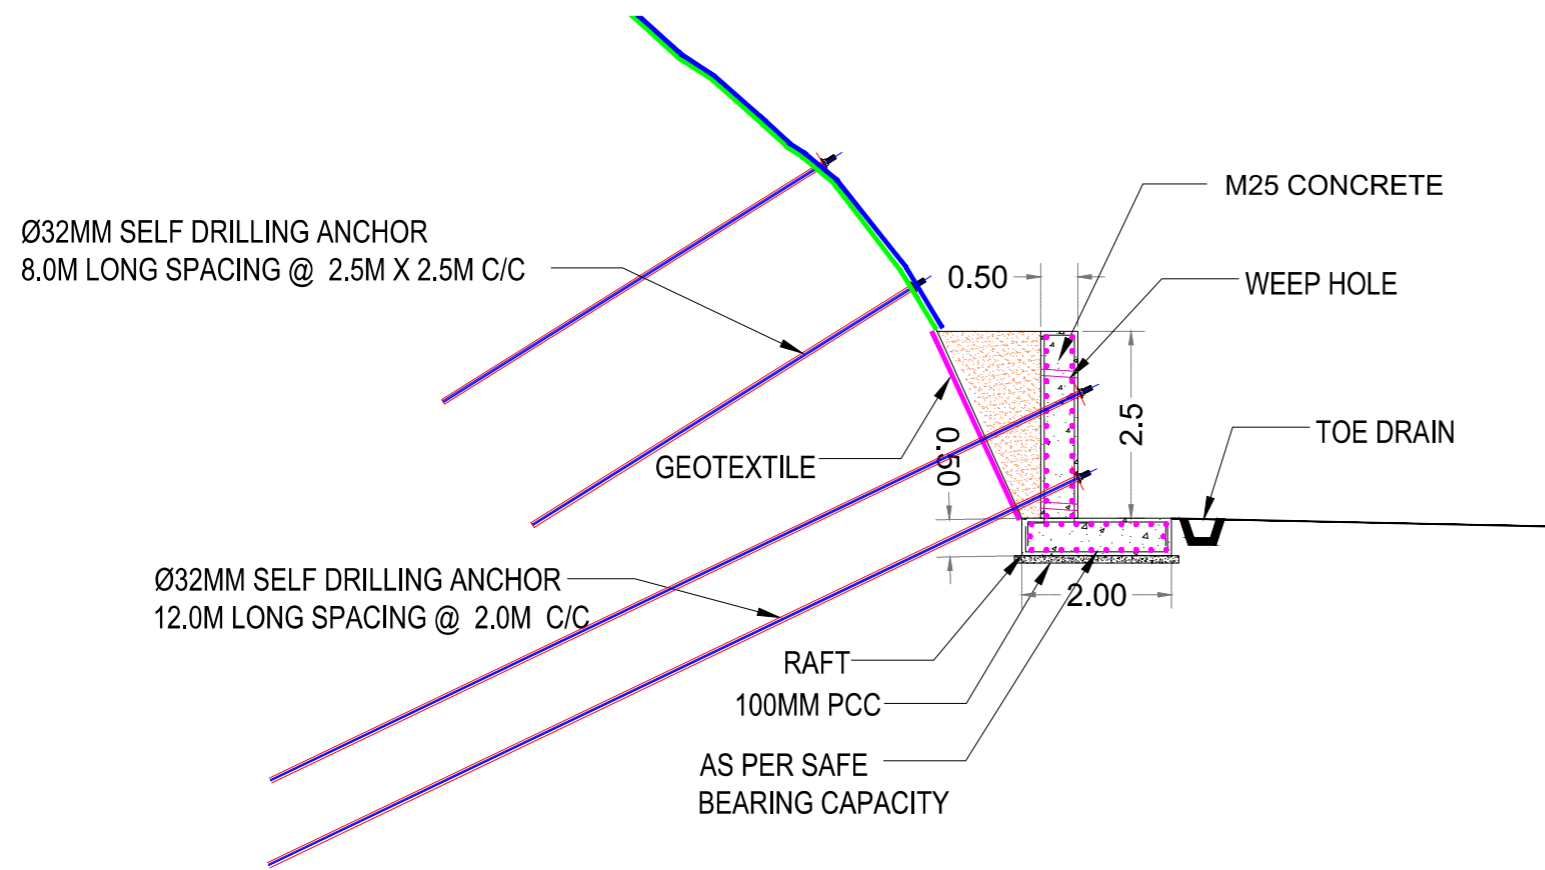 M25 CONCRETE
Ø32MM SELF DRILLING ANCHOR
8.0M LONG SPACING @ 2.5M X 2.5M C/C
0.50
WEEP HOLE
2.5
TOE DRAIN
0.50
GEOTEXTILE
Ø32MM SELF DRILLING ANCHOR
12.0M LONG SPACING @ 2.0M C/C
2.00
RAFT
100MM PCC
AS PER SAFE
BEARING CAPACITY